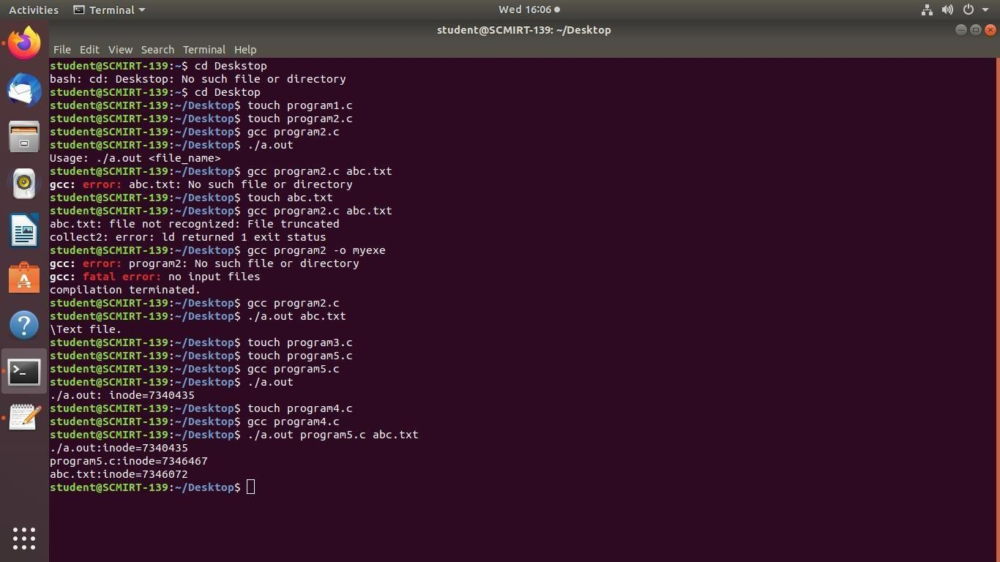 Activities Terminal Wed 16:06
student@SCMIRT-139: ~/Desktop
File Edit View Search Terminal Help
student@SCMIRT-139:~$ cd Deskstop
bash: cd: Deskstop: No such file or directory
student@SCMIRT-139:~$ cd Desktop
student@SCMIRT-139:~/Desktop$ touch program1.c
student@SCMIRT-139:~/Desktop$ touch program2.c
student@SCMIRT-139:~/Desktop$ gcc program2.c
student@SCMIRT-139:~/Desktop$ ./a.out
Usage: ./a.out <file_name>
student@SCMIRT-139:~/Desktop$ gcc program2.c abc.txt
gcc: error: abc.txt: No such file or directory
student@SCMIRT-139:~/Desktop$ touch abc.txt
student@SCMIRT-139:~/Desktop$ gcc program2.c abc.txt
abc.txt: file not recognized: File truncated
collect2: error: ld returned 1 exit status
student@SCMIRT-139:~/Desktop$ gcc program2 -o myexe
gcc: error: program2: No such file or directory
gcc: fatal error: no input files
compilation terminated.
student@SCMIRT-139:~/Desktop$ gcc program2.c
student@SCMIRT-139:~/Desktop$ ./a.out abc.txt
\Text file.
student@SCMIRT-139:~/Desktop$ touch program3.c
student@SCMIRT-139:~/Desktop$ touch program5.c
student@SCMIRT-139:~/Desktop$ gcc program5.c
student@SCMIRT-139:~/Desktop$ ./a.out
./a.out: inode=7340435
student@SCMIRT-139:~/Desktop$ touch program4.c
student@SCMIRT-139:~/Desktop$ gcc program4.c
student@SCMIRT-139:~/Desktop$ ./a.out program5.c abc.txt
./a.out:inode=7340435
program5.c:inode=7346467
abc.txt:inode=7346072
student@SCMIRT-139:~/Desktop$